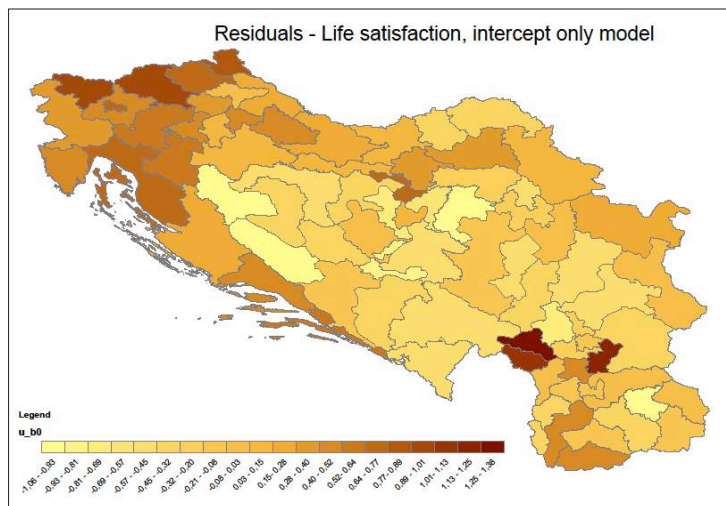 Residuals - Life satisfaction, intercept only model
Legend
u_b0
-1,06 - -0,93
-0,93 - -0,81
-0,81 - -0,69
-0,69 - -0,57
-0,57 - -0,45
-0,45 - -0,32
-0,32 - -0,20
-0,21 - -0,08
-0,08 - 0,03
0,03 - 0,15
0,15 - 0,28
0,28 - 0,40
0,40 - 0,52
0,52 - 0,64
0,64 - 0,77
0,77 - 0,89
0,89 - 1,01
1,01 - 1,13
1,13 - 1,25
1,25 - 1,38